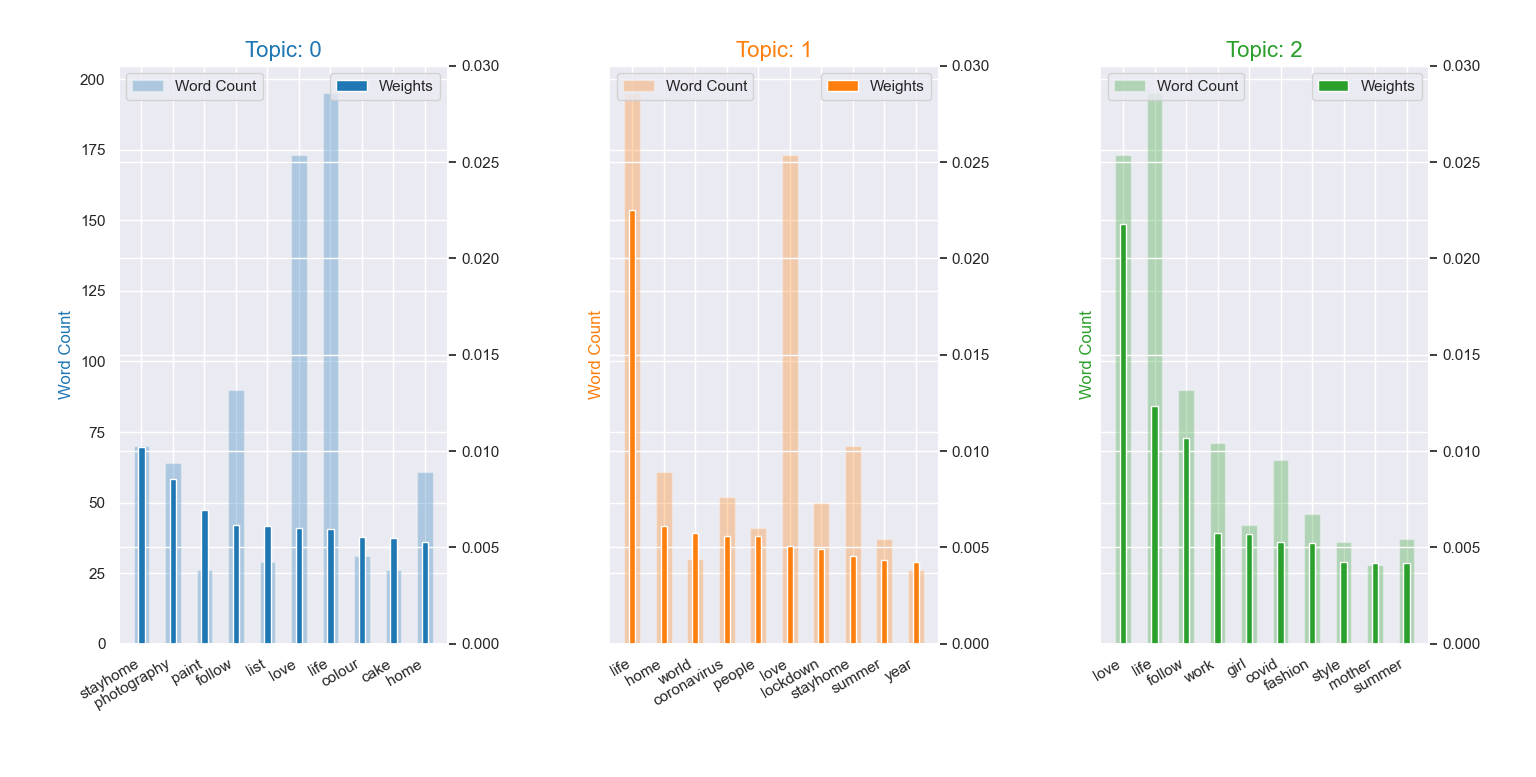 Topic: 0
Word Count
Weights
Word Count
200
175
150
125
100
75
50
25
0
0.030
0.025
0.020
0.015
0.010
0.005
0.000
stayhome
photography
paint
follow
list
love
life
colour
cake
home
Topic: 1
Word Count
Weights
Word Count
0.030
0.025
0.020
0.015
0.010
0.005
0.000
life
home
world
coronavirus
people
love
lockdown
stayhome
summer
year
Topic: 2
Word Count
Weights
Word Count
0.030
0.025
0.020
0.015
0.010
0.005
0.000
love
life
follow
work
girl
covid
fashion
style
mother
summer